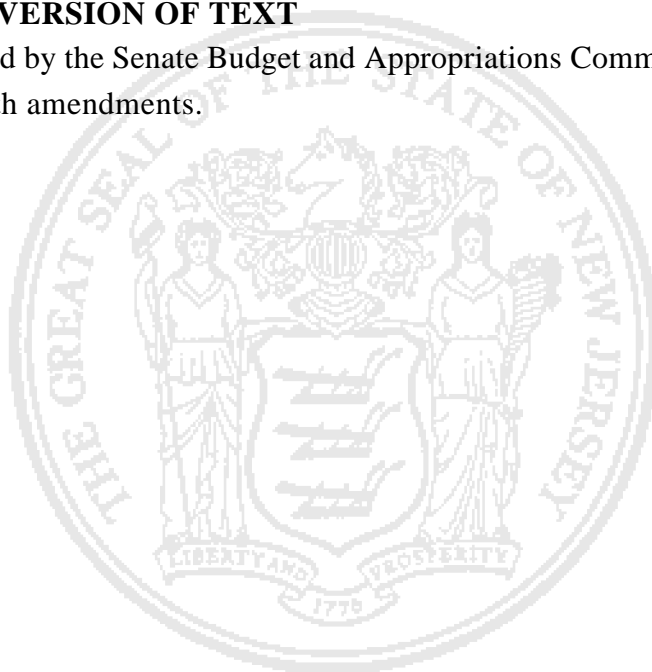 VERSION OF TEXT
d by the Senate Budget and Appropriations Comm
th amendments.
THE GREAT SEAL OF THE STATE OF NEW JERSEY
LIBERTY AND PROSPERITY
1776